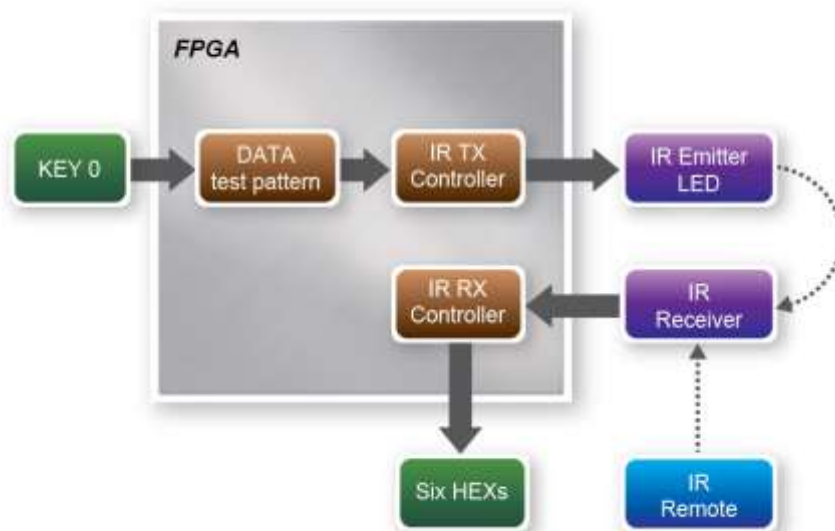 FPGA
KEY 0
DATA
test pattern
IR TX
Controller
IR Emitter
LED
IR RX
Controller
IR
Receiver
Six HEXs
IR
Remote